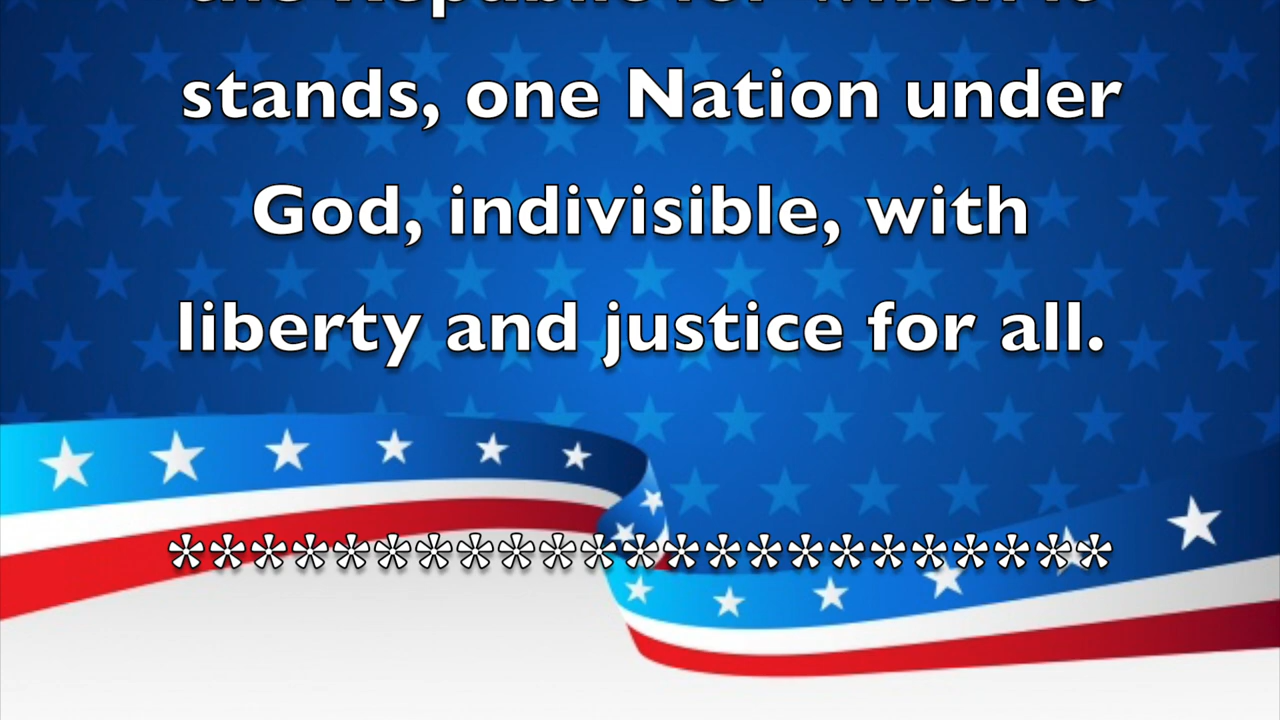 stands, one Nation under
God, indivisible, with
liberty and justice for all.
***********************